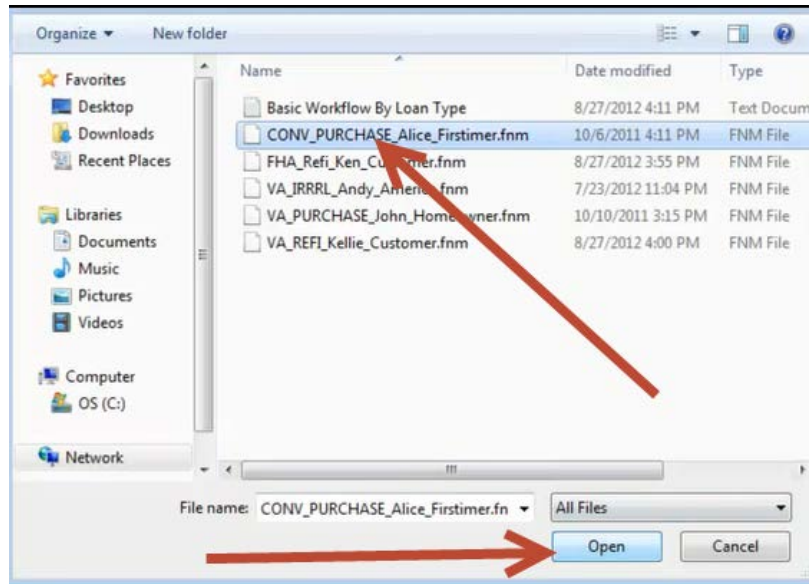 Organize New folder
Name Date modified Type
Favorites
Desktop
Downloads
Recent Places
Libraries
Documents
Music
Pictures
Videos
Computer
OS (C:)
Network
Basic Workflow By Loan Type 8/27/2012 4:11 PM Text Docum
CONV_PURCHASE_Alice_Firstimer.fnm 10/6/2011 4:11 PM FNM File
FHA_Refi_Ken_Customer.fnm 8/27/2012 3:55 PM FNM File
VA_IRRRL_Andy_America.fnm 7/23/2012 11:04 PM FNM File
VA_PURCHASE_John_Homeowner.fnm 10/10/2011 3:15 PM FNM File
VA_REFI_Kellie_Customer.fnm 8/27/2012 4:00 PM FNM File
File name: CONV_PURCHASE_Alice_Firstimer.fn All Files
Open Cancel